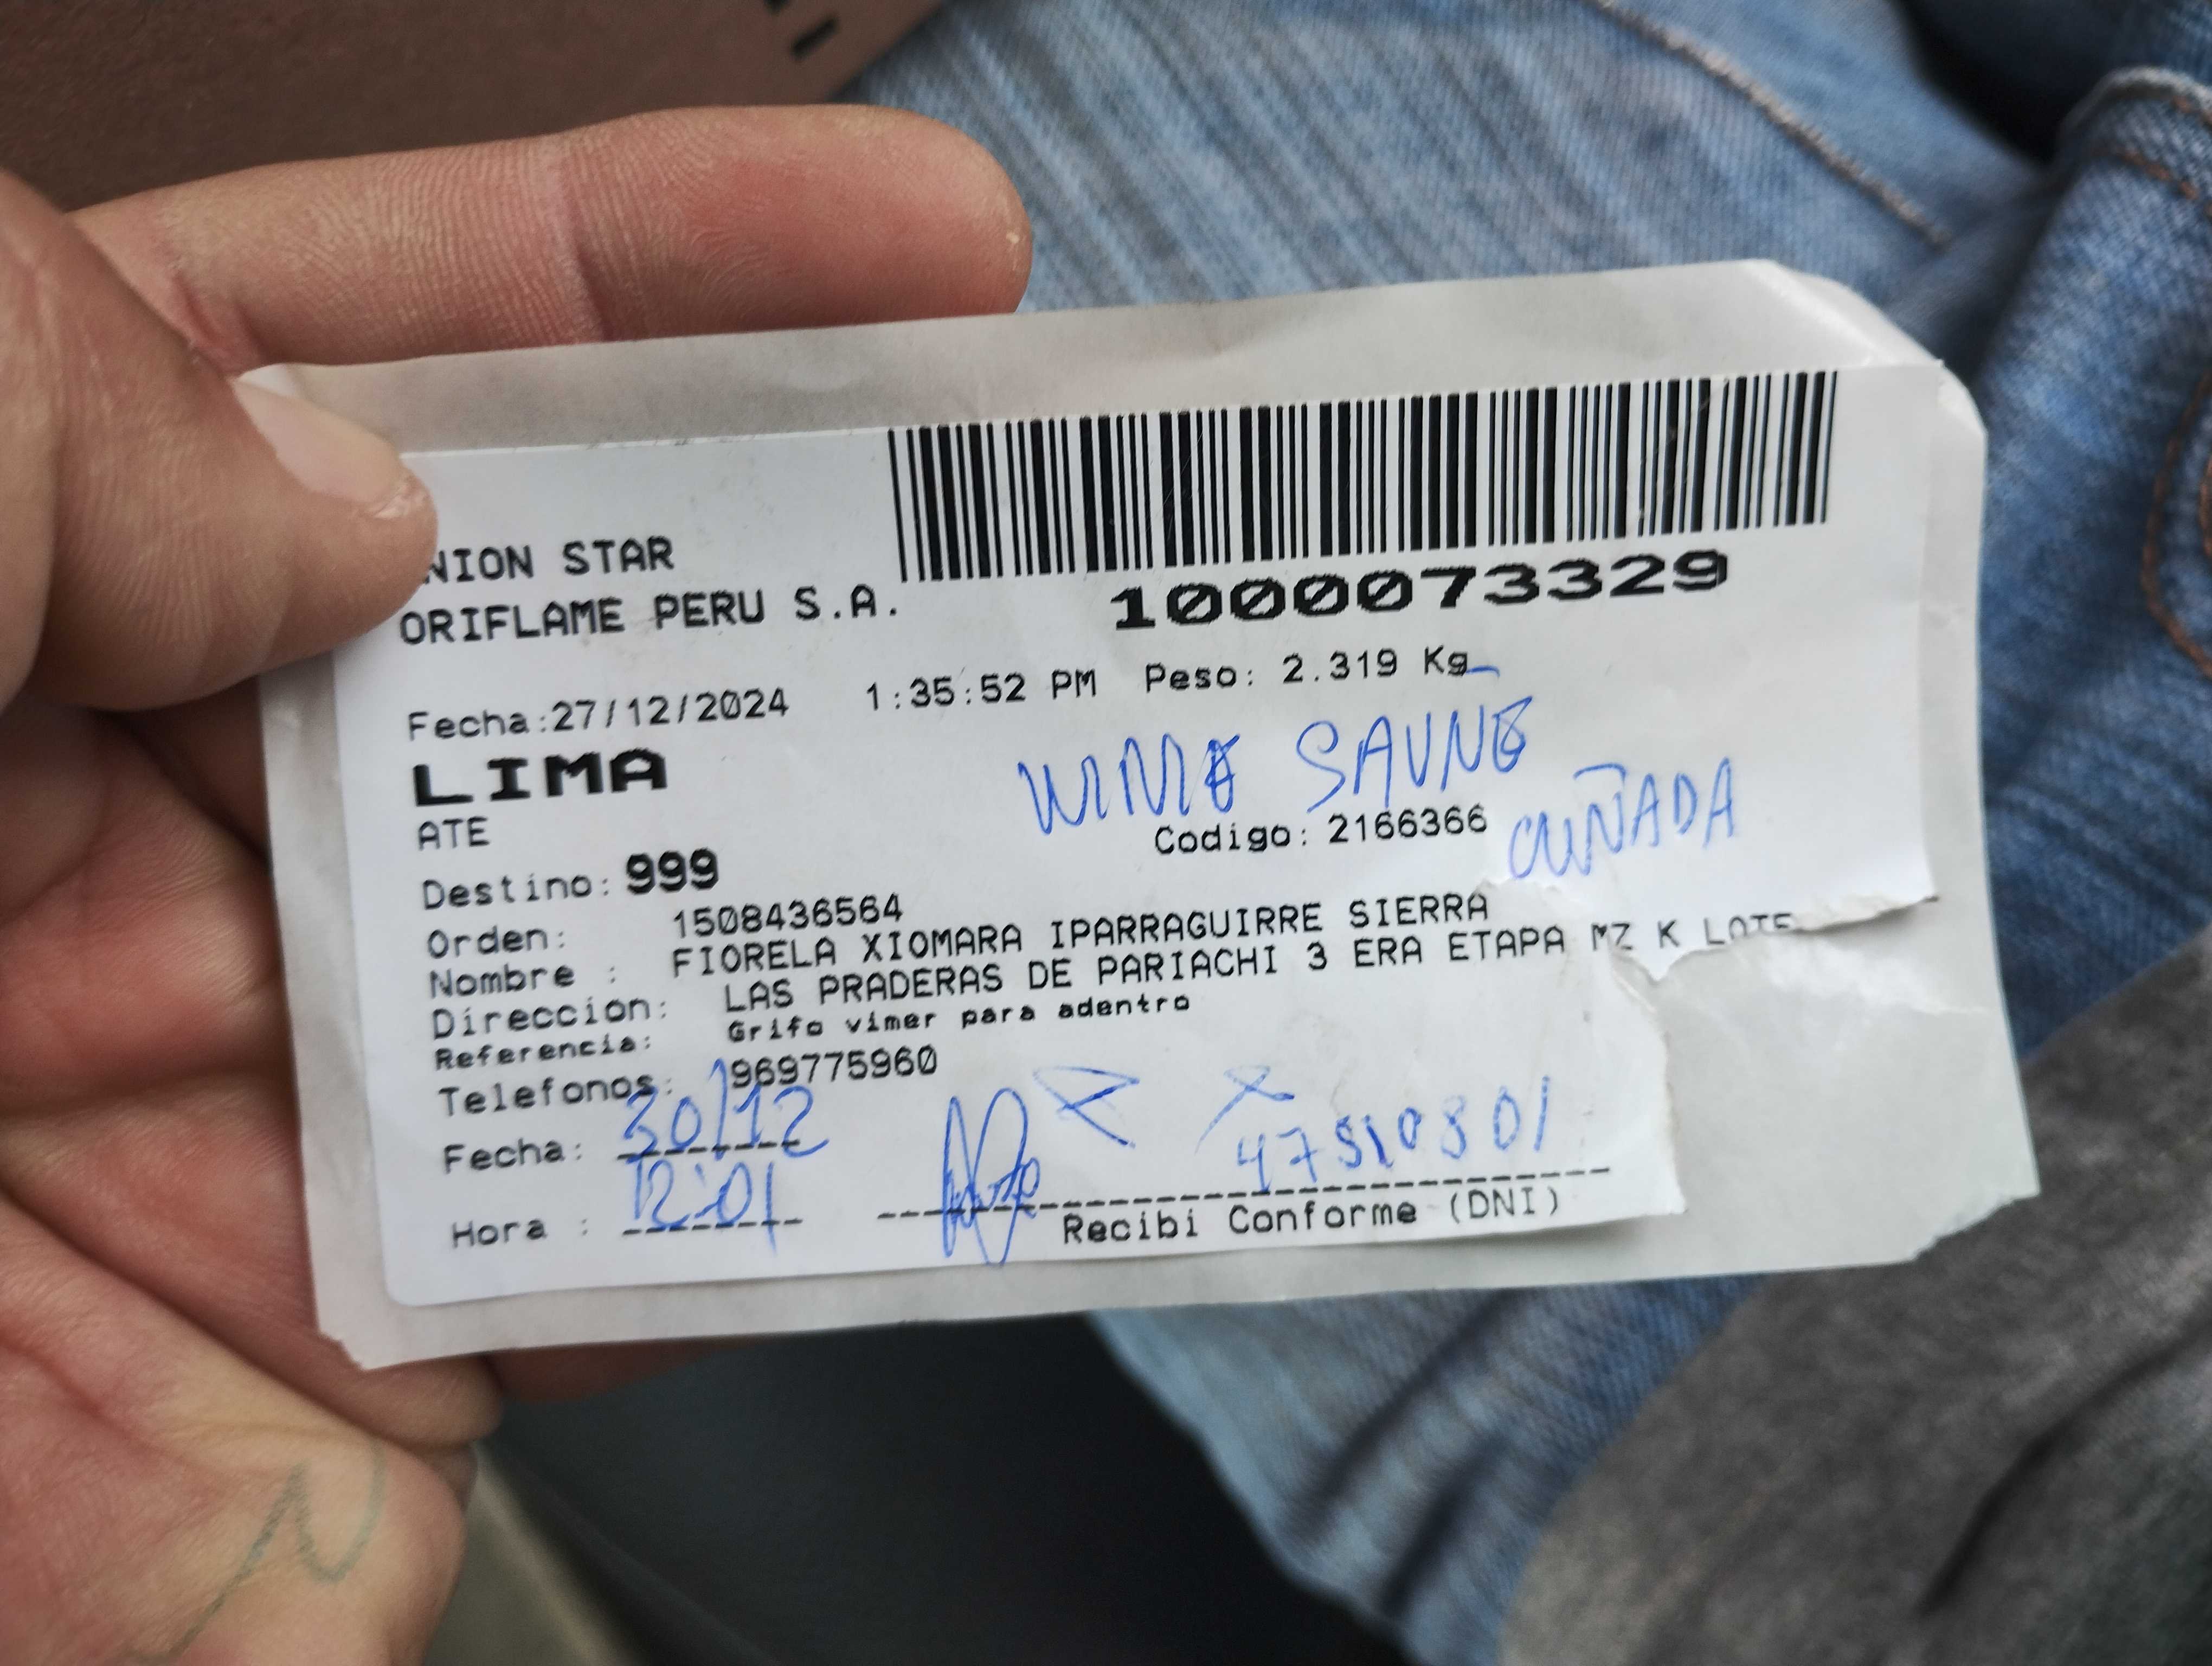 NION STAR
ORIFLAME PERU S.A.
1000073329
Fecha:27/12/2024 1:35:52 PM Peso: 2.319 Kg
LIMA
SAUNE
ATE
Codigo: 2166366 CUÑADA
Destino: 999
Orden: 1508436564
Nombre : FIORELA XIOMARA IPARRAGUIRRE SIERRA
Direccion: LAS PRADERAS DE PARIACHI 3 ERA ETAPA MZ K LOTE
Referencia: Grifo vimer para adentro
Telefonos: 969775960
Fecha: 30/12
Hora : 12:01
Recibi Conforme (DNI)